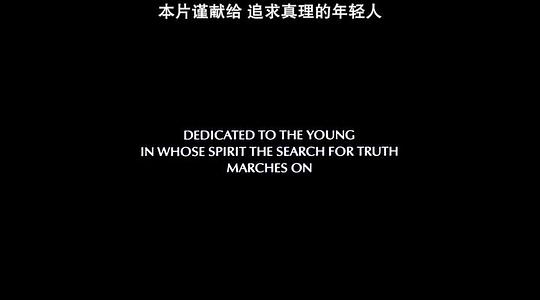 本片谨献给 追求真理的年轻人
DEDICATED TO THE YOUNG
IN WHOSE SPIRIT THE SEARCH FOR TRUTH
MARCHES ON